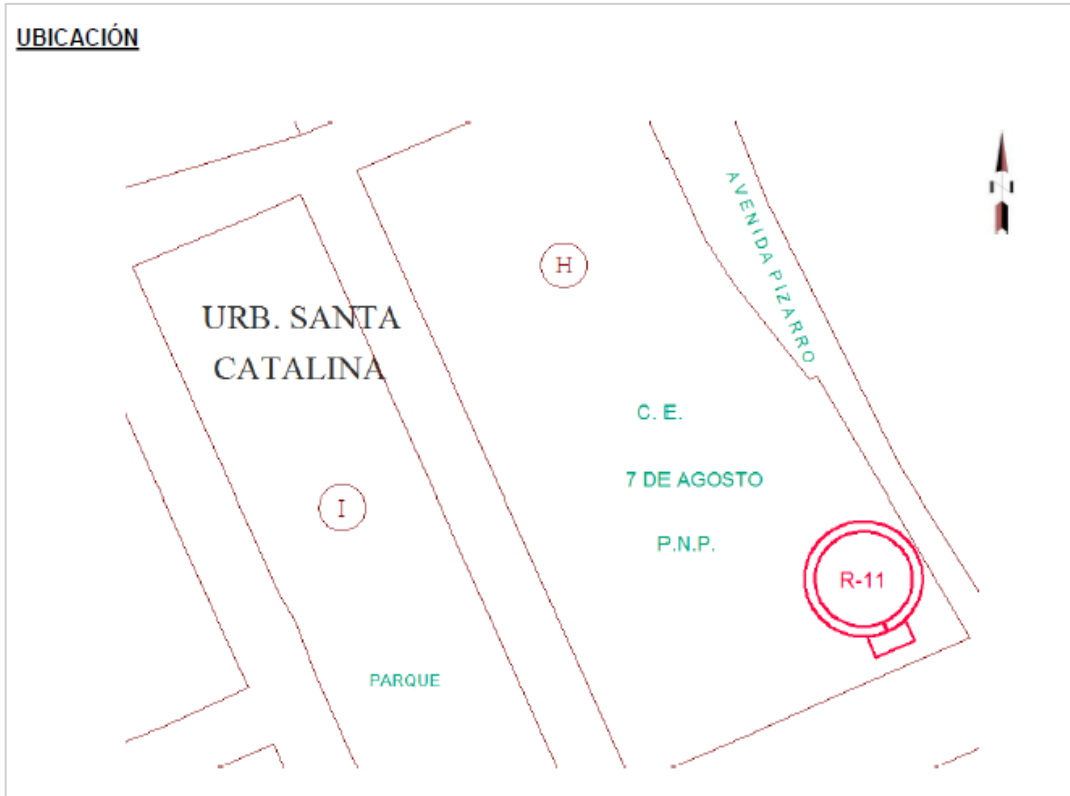 UBICACIÓN
N
AVENIDA PIZARRO
H
URB. SANTA
CATALINA
C. E.
7 DE AGOSTO
P.N.P.
I
R-11
PARQUE